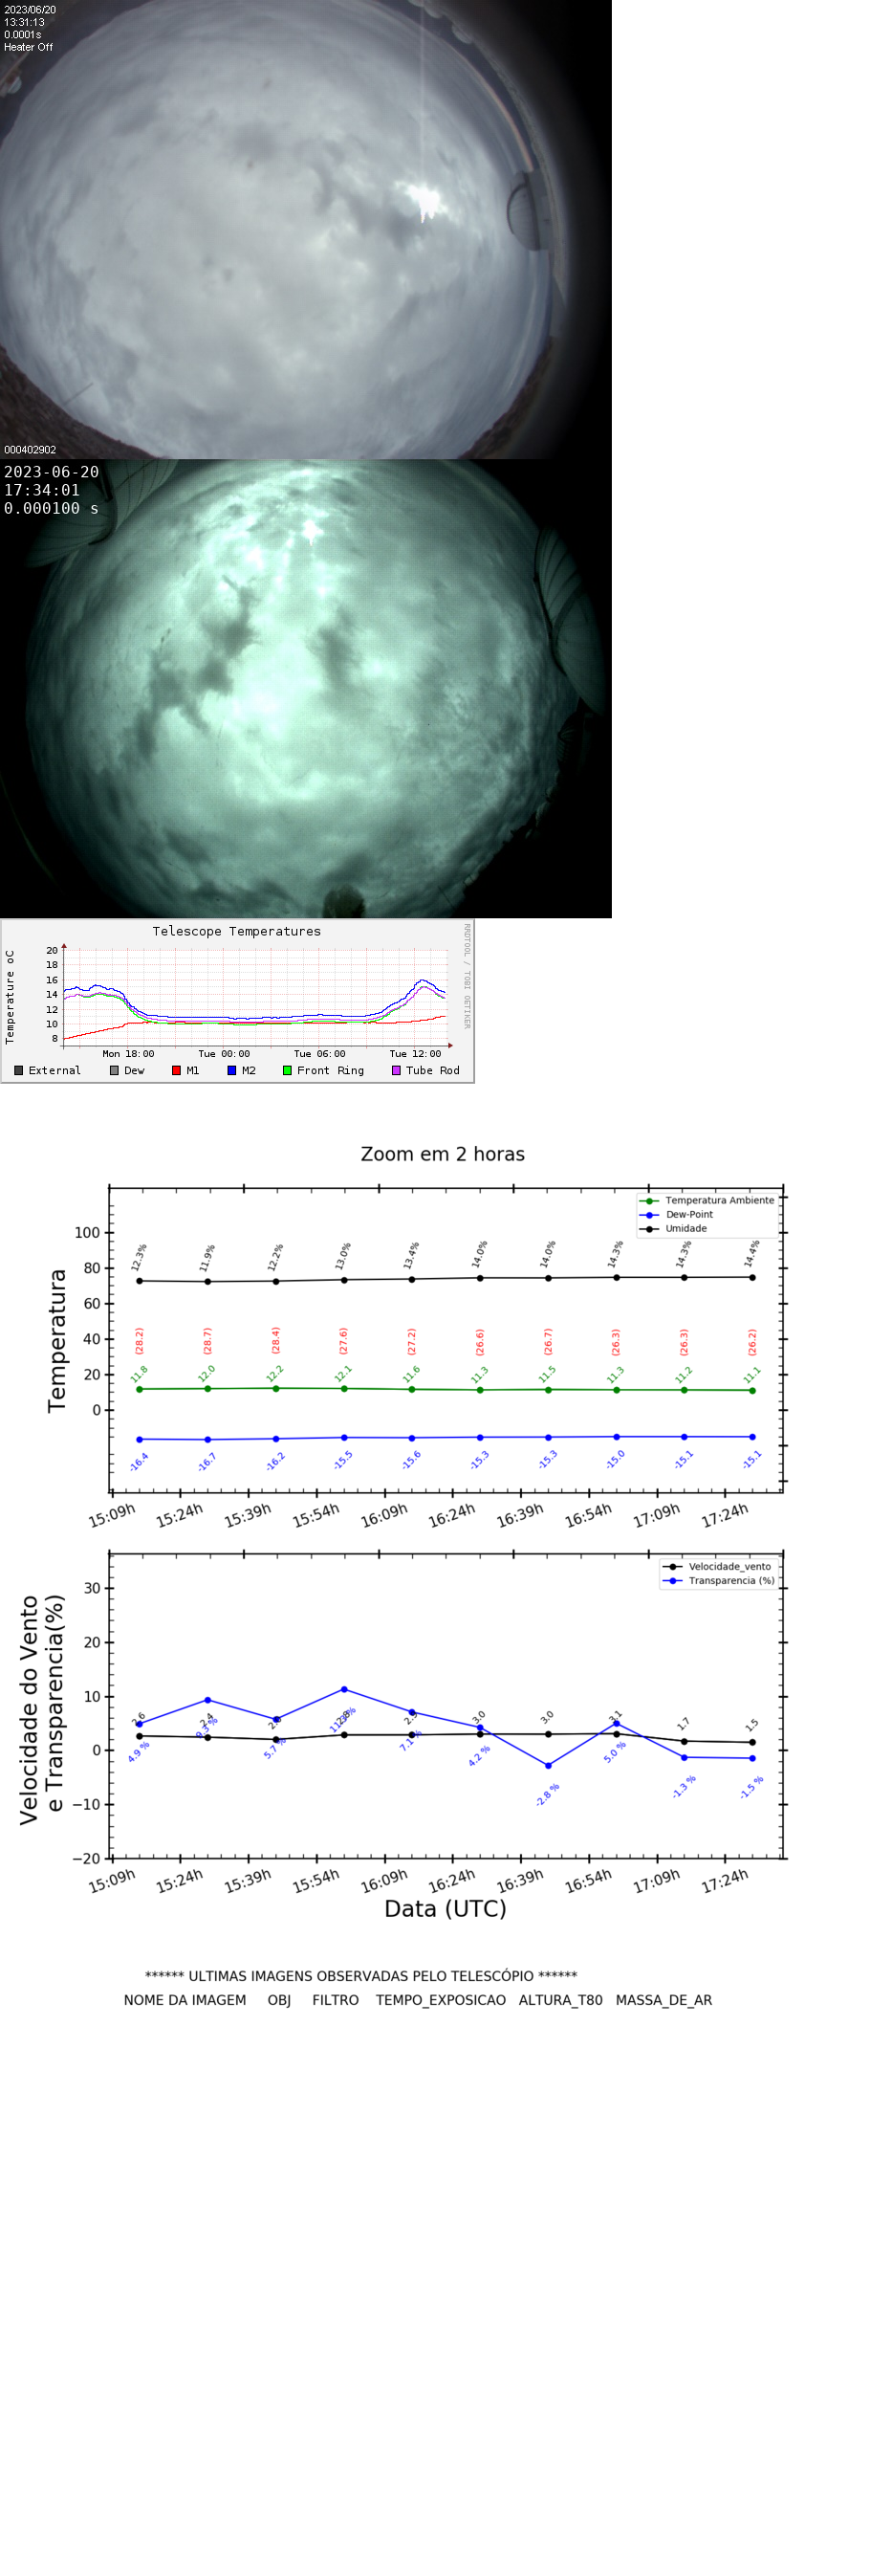 2023/06/20
13:31:13
0.0001s
Heater Off
000402902
2023-06-20
17:34:01
0.000100 s
Telescope Temperatures
RRDTOOL / TOBI OETIKER
Temperature oC
20
18
16
14
12
10
8
Mon 18:00 Tue 00:00 Tue 06:00 Tue 12:00
External Dew M1 M2 Front Ring Tube Rod
Zoom em 2 horas
Temperatura
Temperatura Ambiente
Dew-Point
Umidade
100
80
60
40
20
0
12.3% 11.9% 12.2% 13.0% 13.4% 14.0% 14.0% 14.3% 14.3% 14.4%
(28.2) (28.7) (28.4) (27.6) (27.2) (26.6) (26.7) (26.3) (26.3) (26.2)
11.8 12.0 12.2 12.1 11.6 11.3 11.5 11.3 11.2 11.1
-16.4 -16.7 -16.2 -15.5 -15.6 -15.3 -15.3 -15.0 -15.1 -15.1
15:09h 15:24h 15:39h 15:54h 16:09h 16:24h 16:39h 16:54h 17:09h 17:24h
Velocidade do Vento
e Transparencia(%)
Velocidade_vento
Transparencia (%)
30
20
10
0
−10
−20
2.6 2.4 3.0 3.0 3.1 1.7 1.5
4.9 % 9.3 % 5.7 % 7.1 % 4.2 % -2.8 % 5.0 % -1.3 % -1.5 %
15:09h 15:24h 15:39h 15:54h 16:09h 16:24h 16:39h 16:54h 17:09h 17:24h
Data (UTC)
****** ULTIMAS IMAGENS OBSERVADAS PELO TELESCÓPIO ******
NOME DA IMAGEM OBJ FILTRO TEMPO_EXPOSICAO ALTURA_T80 MASSA_DE_AR